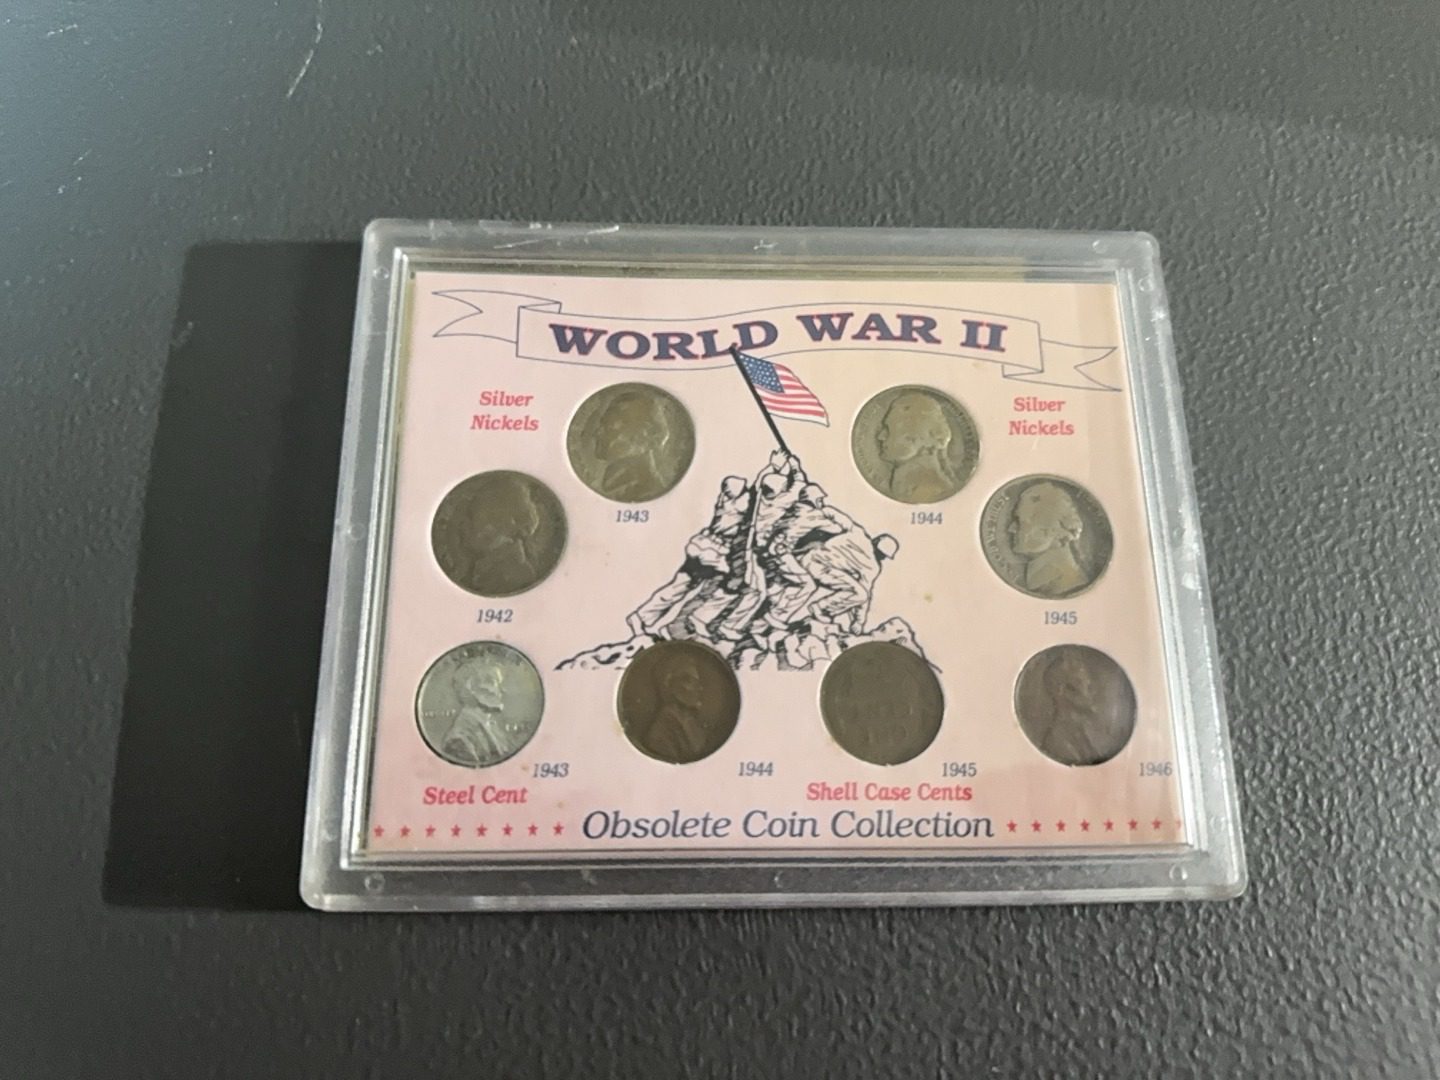 WORLD WAR II
Silver
Nickels
Silver
Nickels
1943
1944
1942
1945
1943
1944
1945
1946
Steel Cent
Shell Case Cents
Obsolete Coin Collection